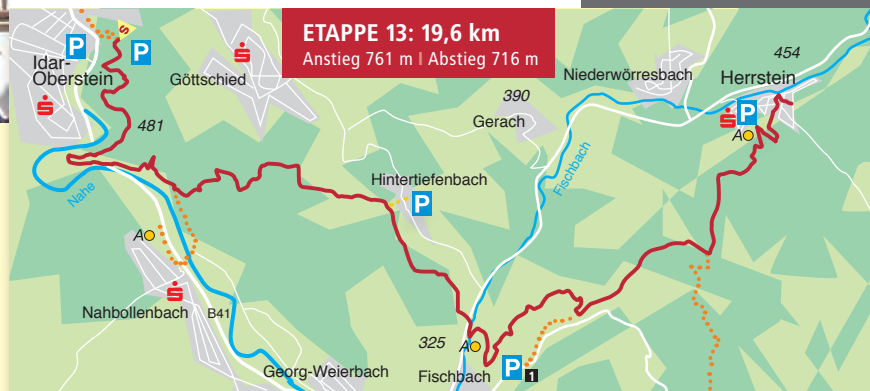 ETAPPE 13: 19,6 km
Anstieg 761 m | Abstieg 716 m
S
P
P
Idar-
Oberstein
S
Göttschied
S
481
390
Gerach
Niederwörresbach
454
Herrstein
S
P
A
Nahe
Fischbach
Hintertiefenbach
P
A
Nahbollenbach
S
B41
Georg-Weierbach
325
A
Fischbach
P
1